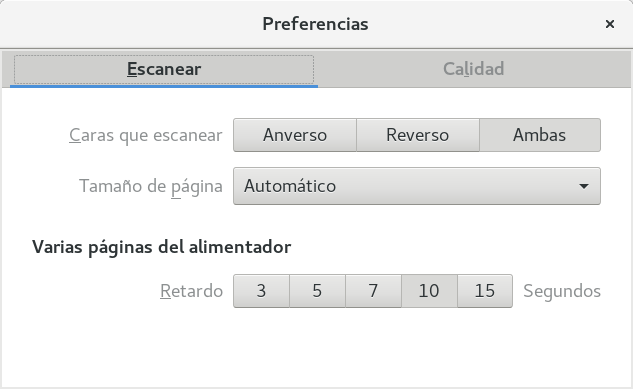 Preferencias ×
Escanear Calidad
Caras que escanear Anverso Reverso Ambas
Tamaño de página Automático
Varias páginas del alimentador
Retardo 3 5 7 10 15 Segundos